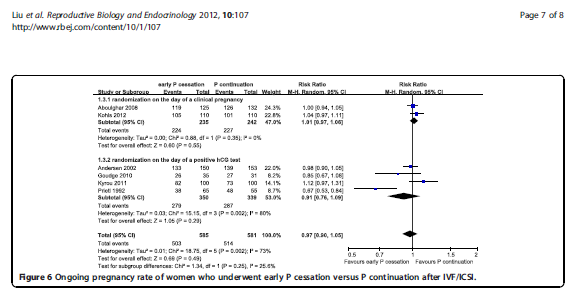 Liu et al. Reproductive Biology and Endocrinology 2012, 10:107 Page 7 of 8
http://www.rbej.com/content/10/1/107
early P cessation P continuation Risk Ratio Risk Ratio
Study or Subgroup Events Total Events Total Weight M-H, Random, 95% CI M-H, Random, 95% CI
1.3.1 randomization on the day of a clinical pregnancy
Aboulghar 2008 119 125 126 132 24.3% 1.00 [0.94, 1.05]
Kohls 2012 105 110 101 110 22.8% 1.04 [0.97, 1.11]
Subtotal (95% CI) 235 242 47.0% 1.01 [0.97, 1.06]
Total events 224 227
Heterogeneity: Tau² = 0.00; Chi² = 0.88, df = 1 (P = 0.35); I² = 0%
Test for overall effect: Z = 0.60 (P = 0.55)
1.3.2 randomization on the day of a positive hCG test
Andersen 2002 133 150 139 153 22.0% 0.98 [0.90, 1.05]
Goudge 2010 26 35 27 31 8.2% 0.85 [0.67, 1.08]
Kyrou 2011 82 100 73 100 14.1% 1.12 [0.97, 1.31]
Prietl 1992 38 65 48 55 8.6% 0.67 [0.53, 0.84]
Subtotal (95% CI) 350 339 53.0% 0.91 [0.76, 1.09]
Total events 279 287
Heterogeneity: Tau² = 0.03; Chi² = 15.15, df = 3 (P = 0.002); I² = 80%
Test for overall effect: Z = 1.05 (P = 0.29)
Total (95% CI) 585 581 100.0% 0.97 [0.90, 1.05]
Total events 503 514
Heterogeneity: Tau² = 0.01; Chi² = 18.75, df = 5 (P = 0.002); I² = 73%
Test for overall effect: Z = 0.69 (P = 0.49)
Test for subgroup differences: Chi² = 1.34, df = 1 (P = 0.25), I² = 25.6%
0.5 0.7 1 1.5 2
Favours early P cessation Favours P continuation
Figure 6 Ongoing pregnancy rate of women who underwent early P cessation versus P continuation after IVF/ICSI.